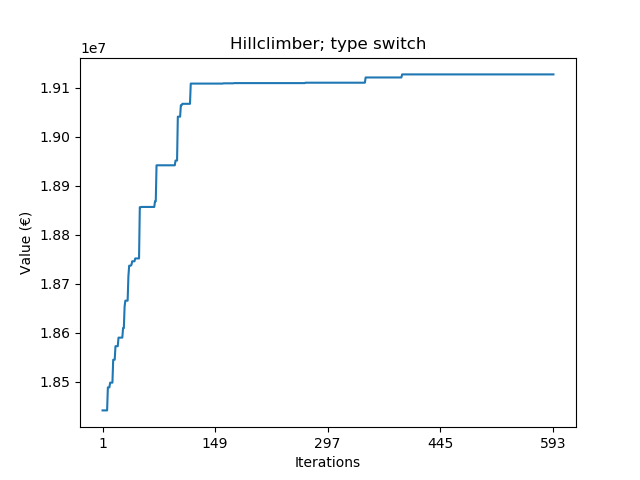 Hillclimber; type switch
1e7
1.91
1.90
1.89
1.88
1.87
1.86
1.85
Value (€)
1 149 297 445 593
Iterations